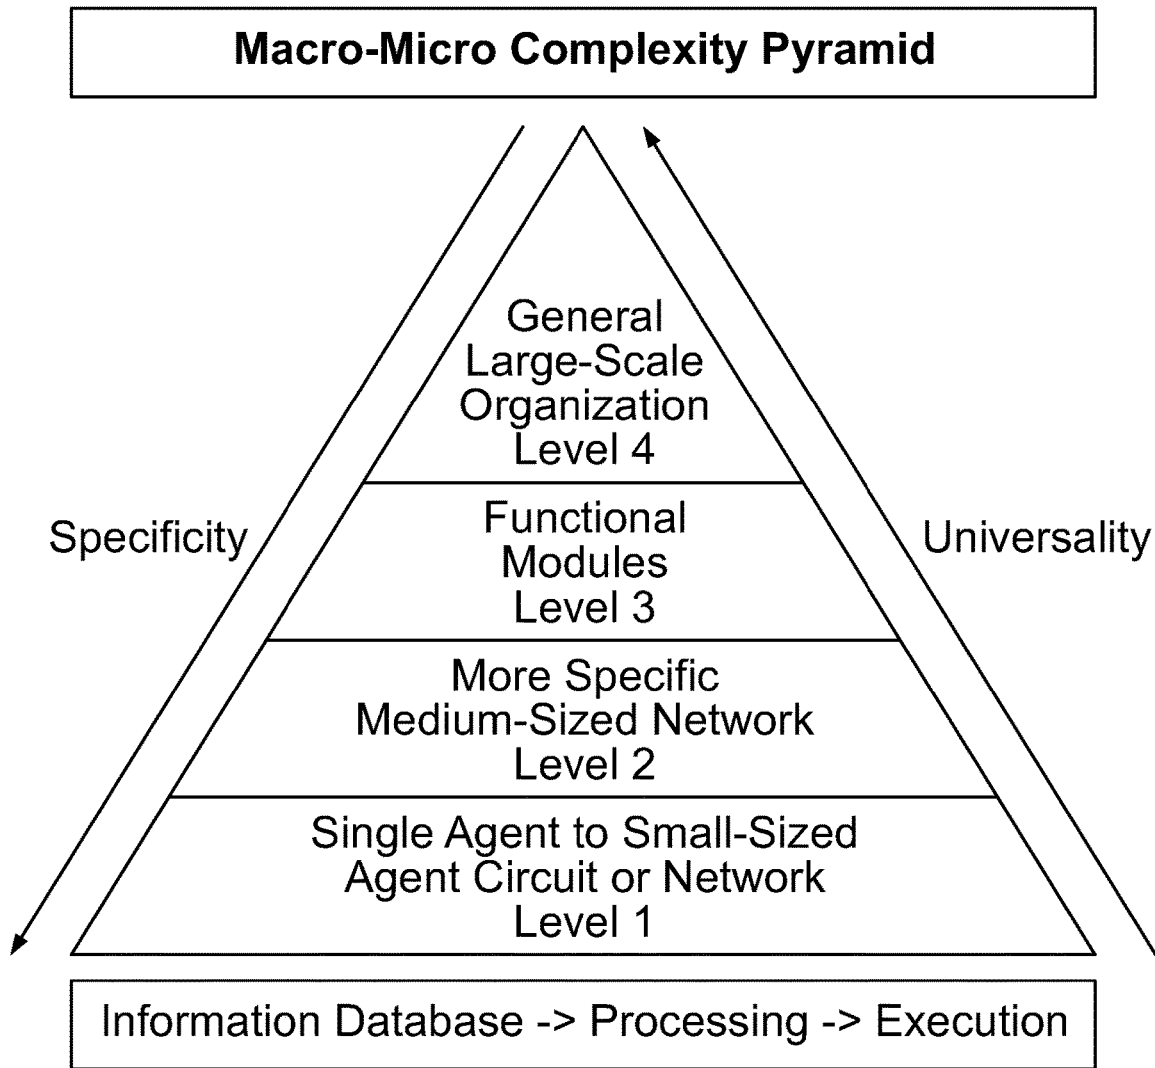 Macro-Micro Complexity Pyramid
General
Large-Scale
Organization
Level 4
Specificity
Functional
Modules
Level 3
Universality
More Specific
Medium-Sized Network
Level 2
Single Agent to Small-Sized
Agent Circuit or Network
Level 1
Information Database -> Processing -> Execution